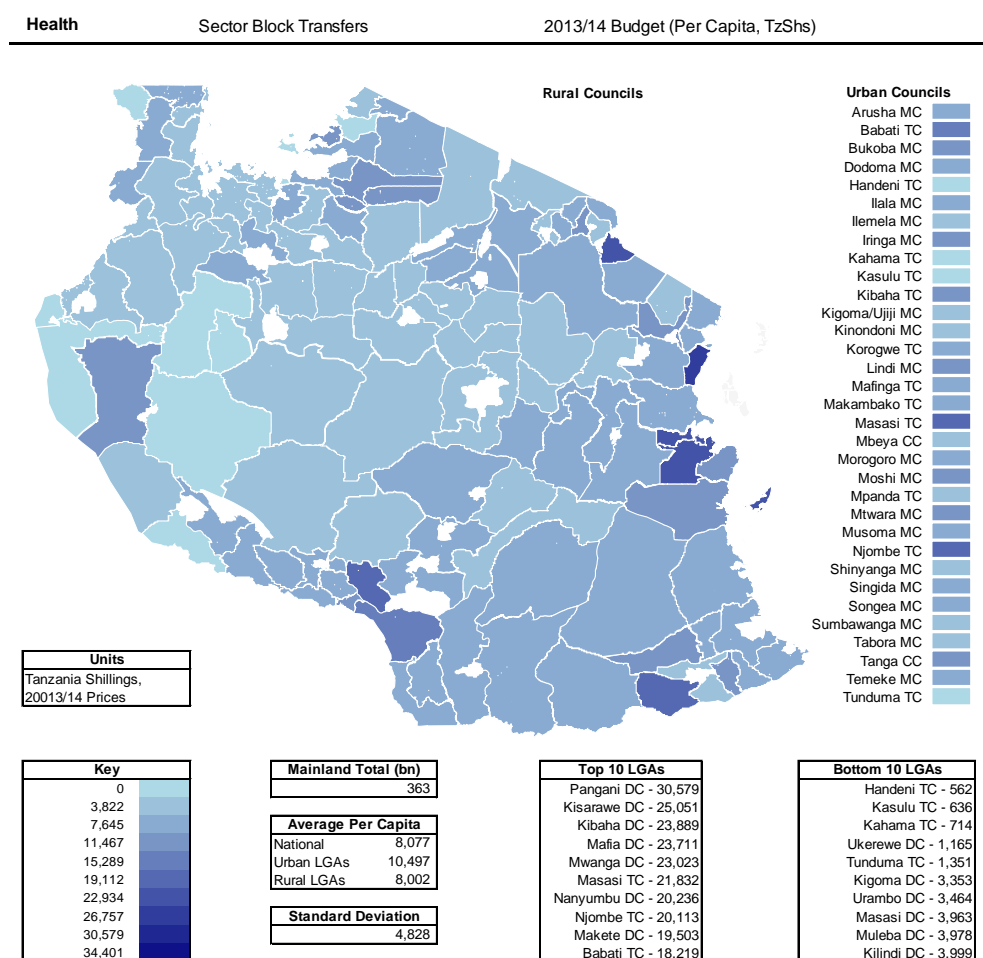 Health Sector Block Transfers 2013/14 Budget (Per Capita, TzShs)
Rural Councils
Urban Councils
Arusha MC
Babati TC
Bukoba MC
Dodoma MC
Handeni TC
Ilala MC
Ilemela MC
Iringa MC
Kahama TC
Kasulu TC
Kibaha TC
Kigoma/Ujiji MC
Kinondoni MC
Korogwe TC
Lindi MC
Mafinga TC
Makambako TC
Masasi TC
Mbeya CC
Morogoro MC
Moshi MC
Mpanda TC
Mtwara MC
Musoma MC
Njombe TC
Shinyanga MC
Singida MC
Songea MC
Sumbawanga MC
Tabora MC
Tanga CC
Temeke MC
Tunduma TC
Units
Tanzania Shillings,
20013/14 Prices
Key
0
3,822
7,645
11,467
15,289
19,112
22,934
26,757
30,579
34,401
Mainland Total (bn)
363
Average Per Capita
National 8,077
Urban LGAs 10,497
Rural LGAs 8,002
Standard Deviation
4,828
Top 10 LGAs
Pangani DC - 30,579
Kisarawe DC - 25,051
Kibaha DC - 23,889
Mafia DC - 23,711
Mwanga DC - 23,023
Masasi TC - 21,832
Nanyumbu DC - 20,236
Njombe TC - 20,113
Makete DC - 19,503
Babati TC - 18,219
Bottom 10 LGAs
Handeni TC - 562
Kasulu TC - 636
Kahama TC - 714
Ukerewe DC - 1,165
Tunduma TC - 1,351
Kigoma DC - 3,353
Urambo DC - 3,464
Masasi DC - 3,963
Muleba DC - 3,978
Kilindi DC - 3,999